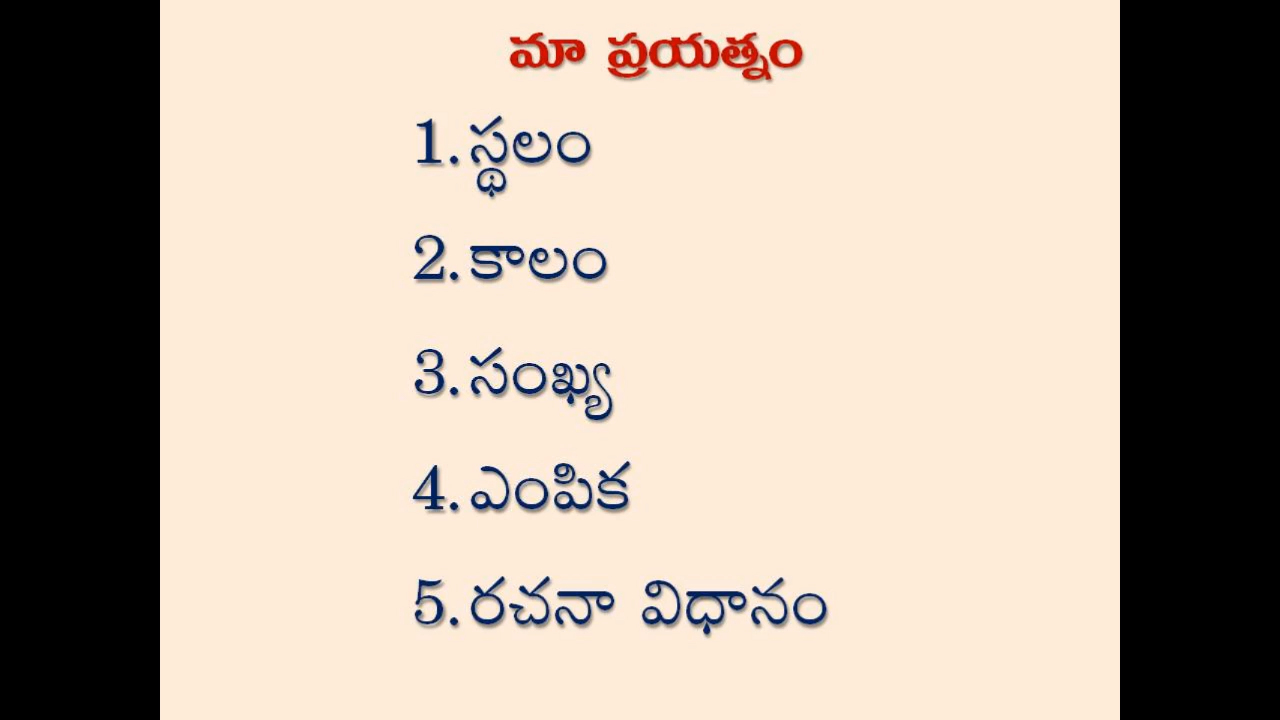 మా ప్రయత్నం
1. స్థలం
2. కాలం
3. సంఖ్య
4. ఎంపిక
5. రచనా విధానం